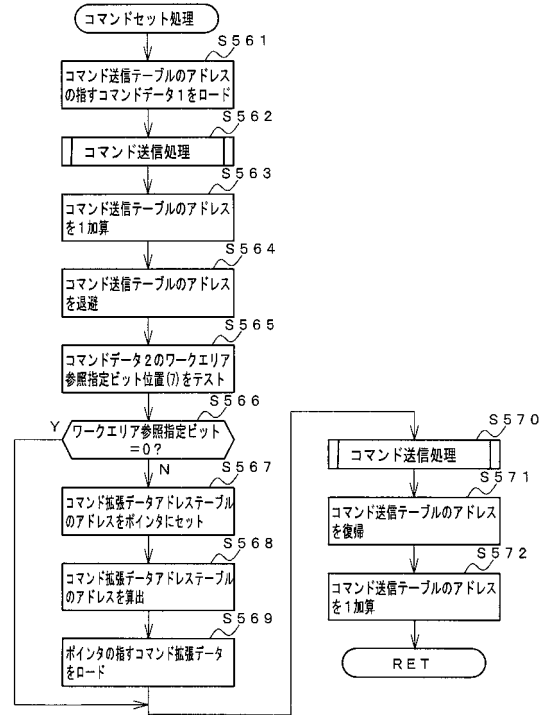 コマンドセット処理
S561
コマンド送信テーブルのアドレス
の指すコマンドデータ1をロード
S562
コマンド送信処理
S563
コマンド送信テーブルのアドレス
を1加算
S564
コマンド送信テーブルのアドレス
を退避
S565
コマンドデータ2のワークエリア
参照指定ビット位置(7)をテスト
S566
Y
ワークエリア参照指定ビット
=0?
N
S567
コマンド拡張データアドレステーブル
のアドレスをポインタにセット
S568
コマンド拡張データアドレステーブル
のアドレスを算出
S569
ポインタの指すコマンド拡張データ
をロード
S570
コマンド送信処理
S571
コマンド送信テーブルのアドレス
を復帰
S572
コマンド送信テーブルのアドレス
を1加算
RET